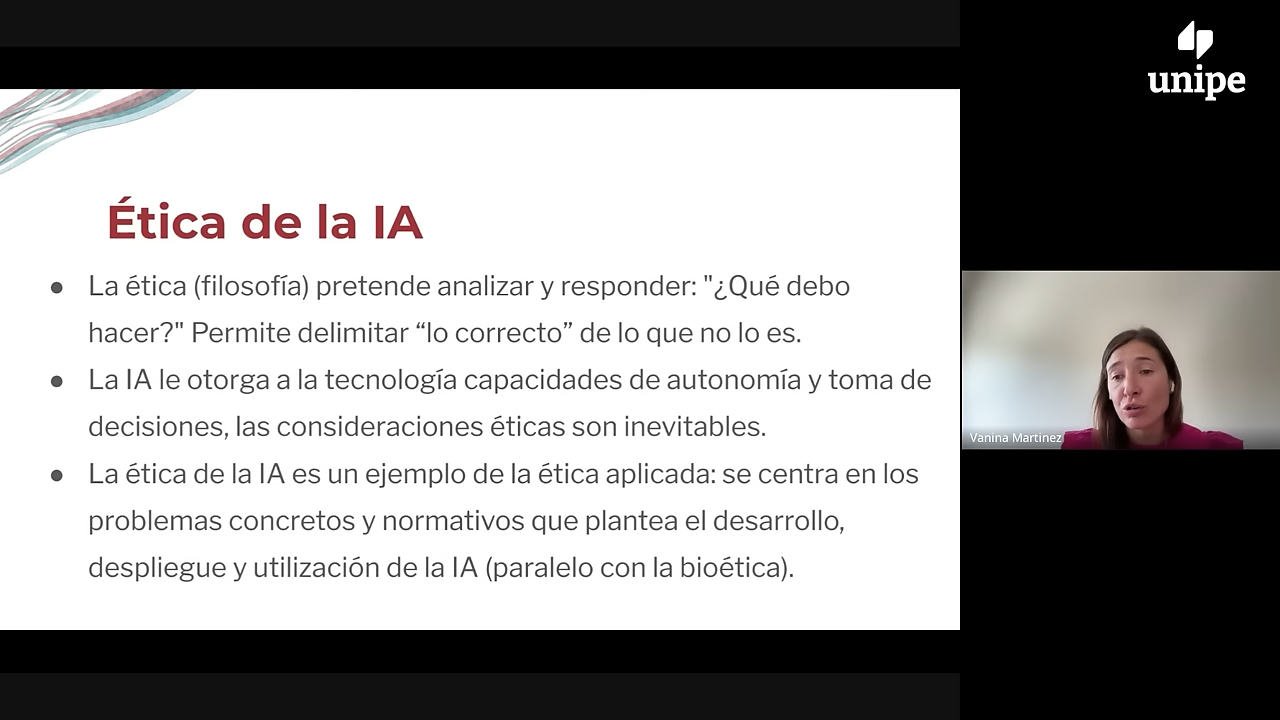 unipe
Ética de la IA
● La ética (filosofía) pretende analizar y responder: "¿Qué debo
hacer?" Permite delimitar “lo correcto” de lo que no lo es.
● La IA le otorga a la tecnología capacidades de autonomía y toma de
decisiones, las consideraciones éticas son inevitables.
● La ética de la IA es un ejemplo de la ética aplicada: se centra en los
problemas concretos y normativos que plantea el desarrollo,
despliegue y utilización de la IA (paralelo con la bioética).
Vanina Martinez